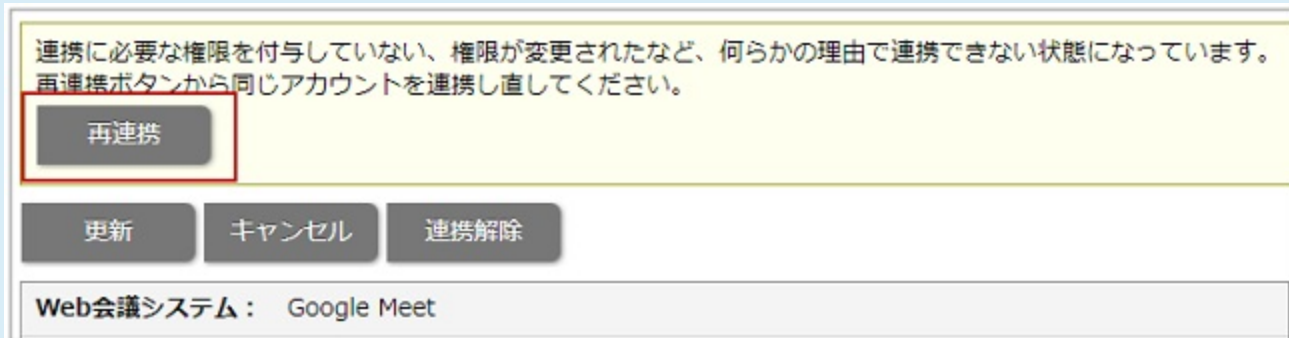 連携に必要な権限を付与していない、権限が変更されたなど、何らかの理由で連携できない状態になっています。
再連携ボタンから同じアカウントを連携し直してください。
再連携
更新 キャンセル 連携解除
Web会議システム： Google Meet